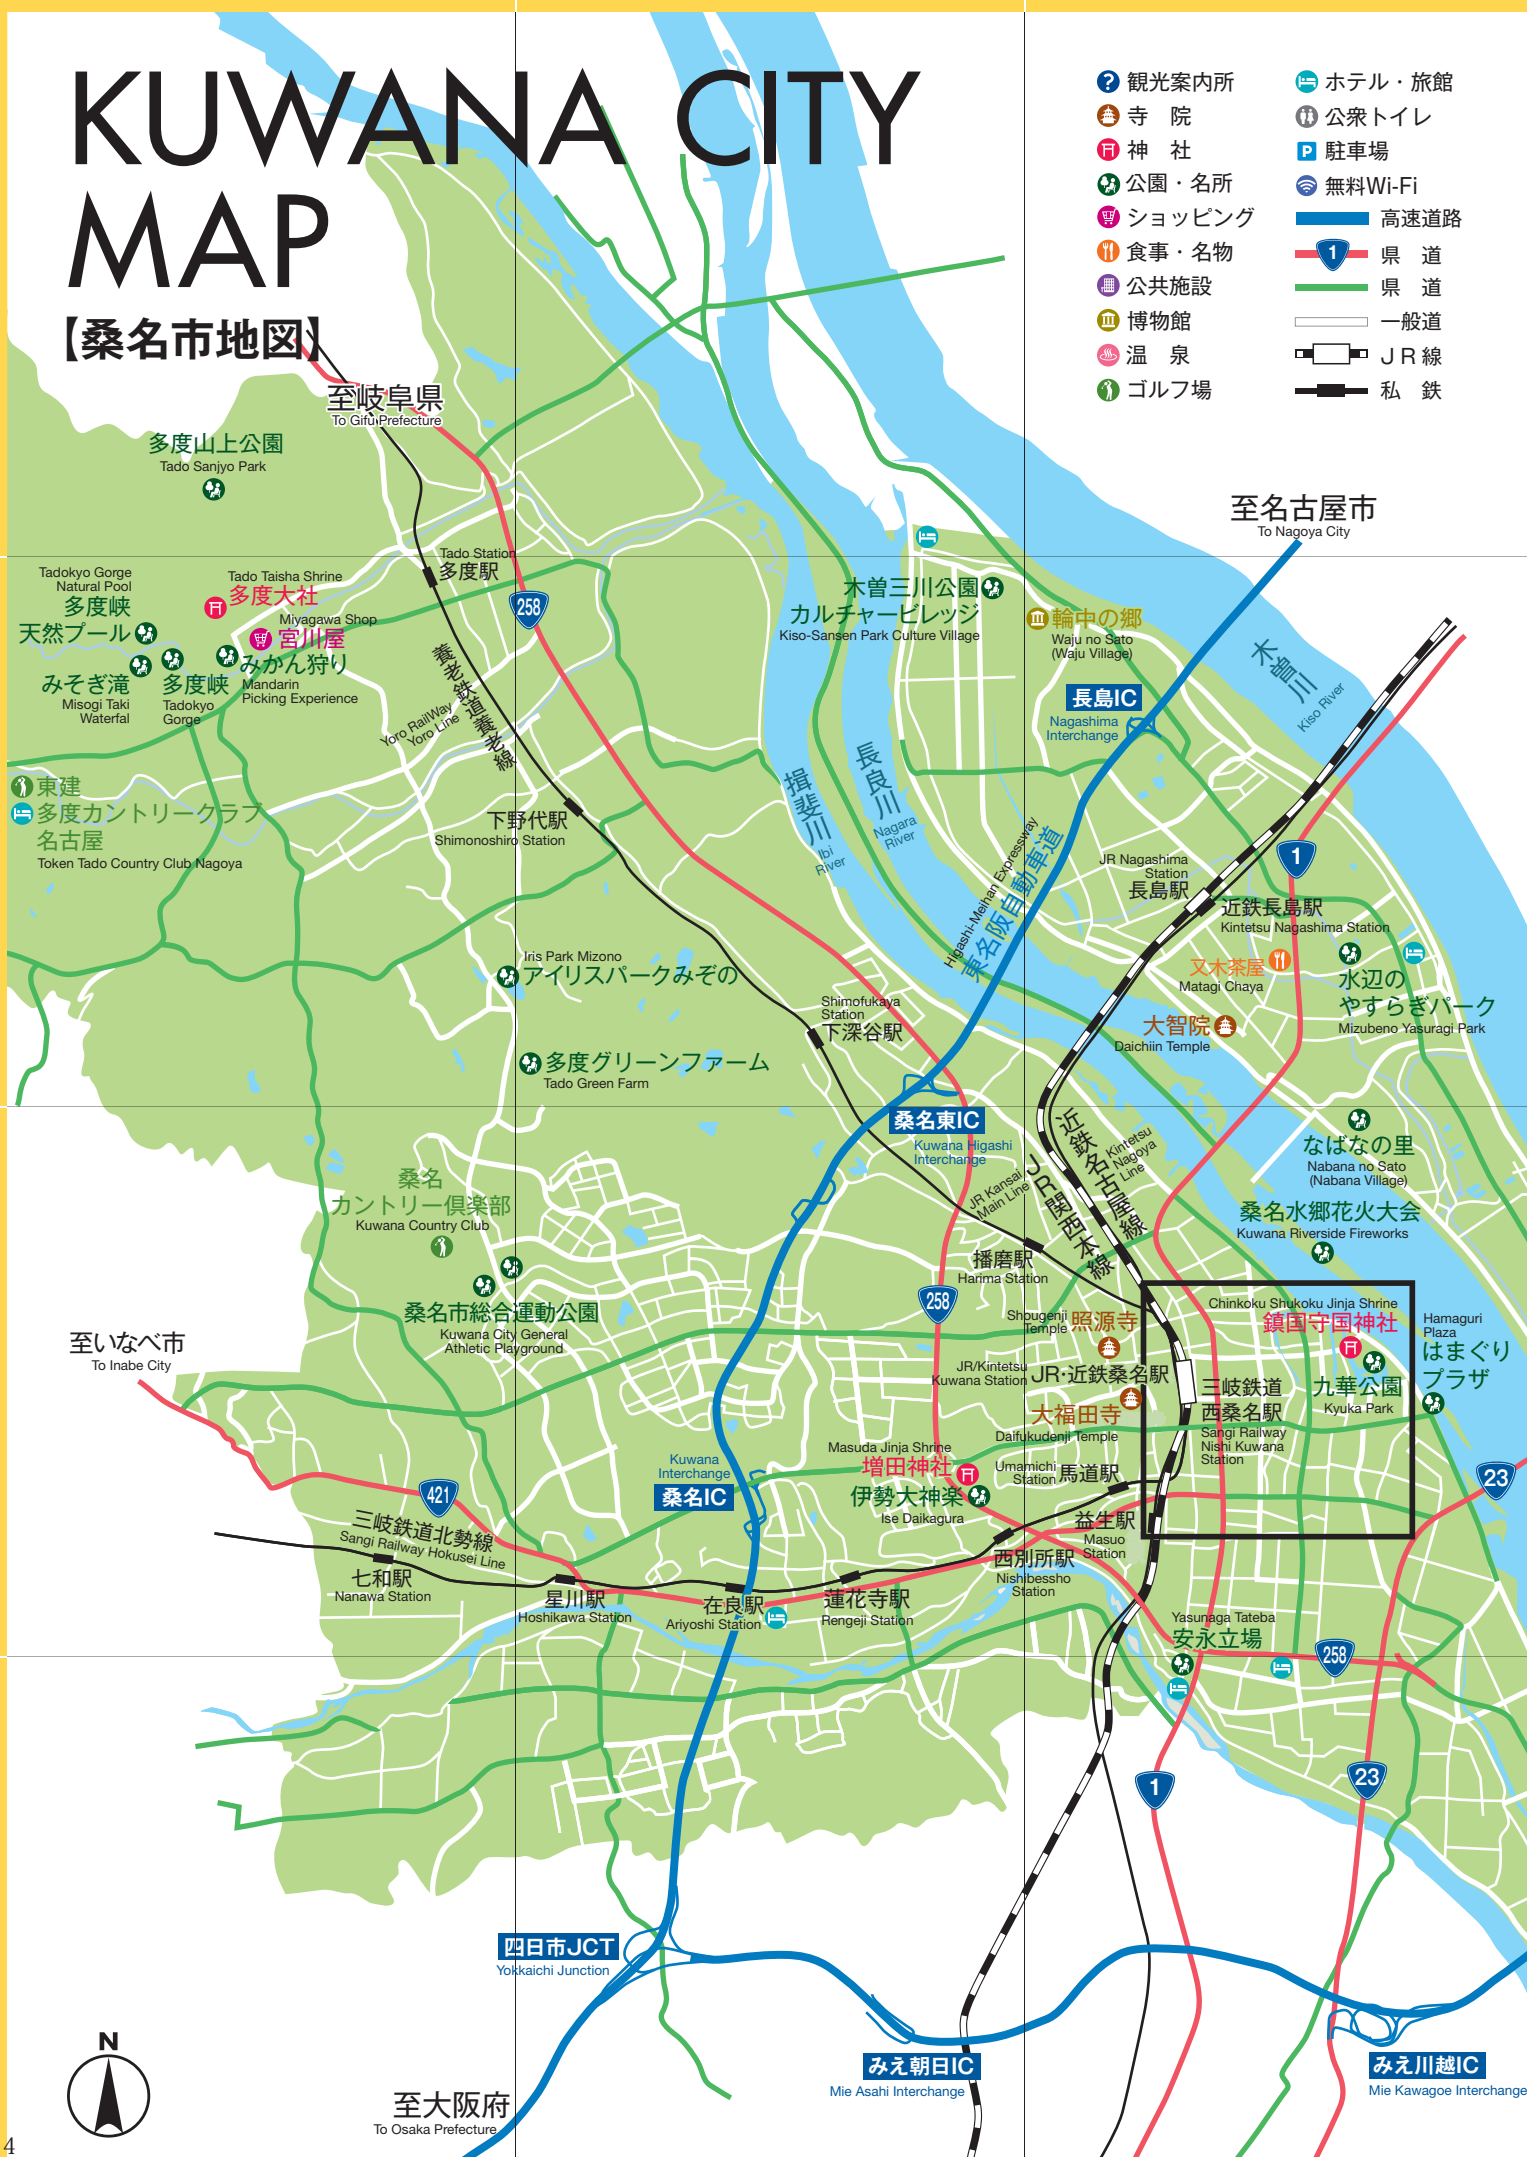 KUWANA CITY
MAP
【桑名市地図】
観光案内所
寺 院
神 社
公園・名所
ショッピング
食事・名物
公共施設
博物館
温 泉
ゴルフ場
ホテル・旅館
公衆トイレ
P 駐車場
無料Wi-Fi
高速道路
1 県 道
県 道
一般道
ＪＲ線
私 鉄
至岐阜県
To Gifu Prefecture
多度山上公園
Tado Sanjyo Park
至名古屋市
To Nagoya City
Tadokyo Gorge
Natural Pool
多度峡
天然プール
Tado Taisha Shrine
多度大社
Miyagawa Shop
宮川屋
みかん狩り
Mandarin
Picking Experience
みそぎ滝
Misogi Taki
Waterfal
多度峡
Tadokyo
Gorge
Tado Station
多度駅
258
養老鉄道養老線
Yoro RailWay
Yoro Line
木曽三川公園
カルチャービレッジ
Kiso-Sansen Park Culture Village
輪中の郷
Waju no Sato
(Waju Village)
木曽川
Kiso River
長島IC
Nagashima
Interchange
東建
多度カントリークラブ
名古屋
Token Tado Country Club Nagoya
下野代駅
Shimonoshiro Station
揖斐川
Ibi
River
長良川
Nagara
River
Higashi-Meihan Expressway
東名阪自動車道
1
JR Nagashima
Station
長島駅
近鉄長島駅
Kintetsu Nagashima Station
又木茶屋
Matagi Chaya
水辺の
やすらぎパーク
Mizubeno Yasuragi Park
大智院
Daichiin Temple
Iris Park Mizono
アイリスパークみぞの
Shimofukaya
Station
下深谷駅
多度グリーンファーム
Tado Green Farm
桑名東IC
Kuwana Higashi
Interchange
近鉄名古屋線
Kintetsu
Nagoya
Line
JR Kansai
Main Line
ＪＲ関西本線
なばなの里
Nabana no Sato
(Nabana Village)
桑名水郷花火大会
Kuwana Riverside Fireworks
桑名
カントリー倶楽部
Kuwana Country Club
桑名市総合運動公園
Kuwana City General
Athletic Playground
播磨駅
Harima Station
258
Shougenji
Temple
照源寺
Chinkoku Shukoku Jinja Shrine
鎮国守国神社
Hamaguri
Plaza
はまぐり
プラザ
至いなべ市
To Inabe City
JR/Kintetsu
Kuwana Station
JR・近鉄桑名駅
三岐鉄道
西桑名駅
Sangi Railway
Nishi Kuwana
Station
九華公園
Kyuka Park
大福田寺
Daifukudenji Temple
Masuda Jinja Shrine
増田神社
伊勢大神楽
Ise Daikagura
Umamichi
Station
馬道駅
Kuwana
Interchange
桑名IC
23
421
三岐鉄道北勢線
Sangi Railway Hokusei Line
益生駅
Masuo
Station
西別所駅
Nishibessho
Station
七和駅
Nanawa Station
星川駅
Hoshikawa Station
在良駅
Ariyoshi Station
蓮花寺駅
Rengeji Station
Yasunaga Tateba
安永立場
258
1
23
四日市JCT
Yokkaichi Junction
みえ朝日IC
Mie Asahi Interchange
みえ川越IC
Mie Kawagoe Interchange
N
至大阪府
To Osaka Prefecture
4